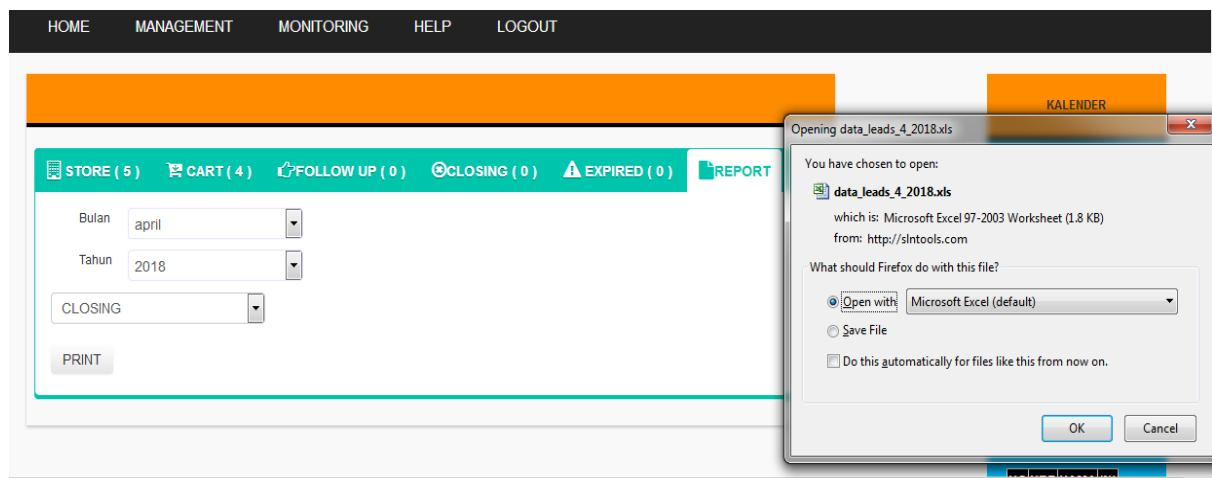 HOME MANAGEMENT MONITORING HELP LOGOUT
KALENDER
STORE ( 5 ) CART ( 4 ) FOLLOW UP ( 0 ) CLOSING ( 0 ) EXPIRED ( 0 ) REPORT
Bulan april
Tahun 2018
CLOSING
PRINT
Opening data_leads_4_2018.xls
You have chosen to open:
data_leads_4_2018.xls
which is: Microsoft Excel 97-2003 Worksheet (1.8 KB)
from: http://slntools.com
What should Firefox do with this file?
Open with Microsoft Excel (default)
Save File
Do this automatically for files like this from now on.
OK Cancel